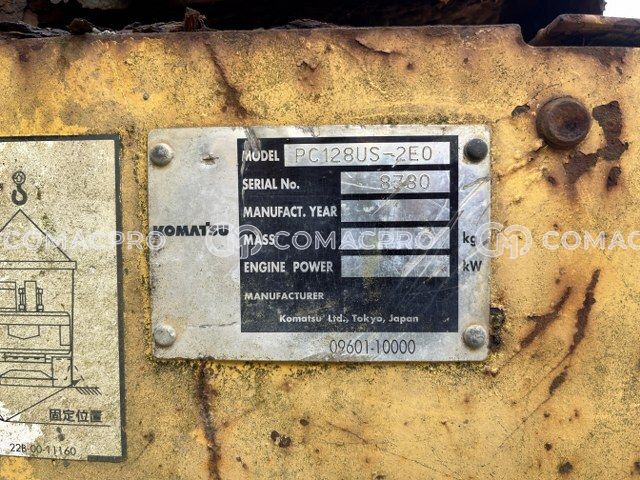 MODEL PC128US-2E0
SERIAL No. 8780
MANUFACT. YEAR
KOMATSU
MASS kg
ENGINE POWER kW
MANUFACTURER
Komatsu Ltd., Tokyo, Japan
09601-10000
固定位置
22B-00-11160
COMACPRO COMACPRO COMACPRO